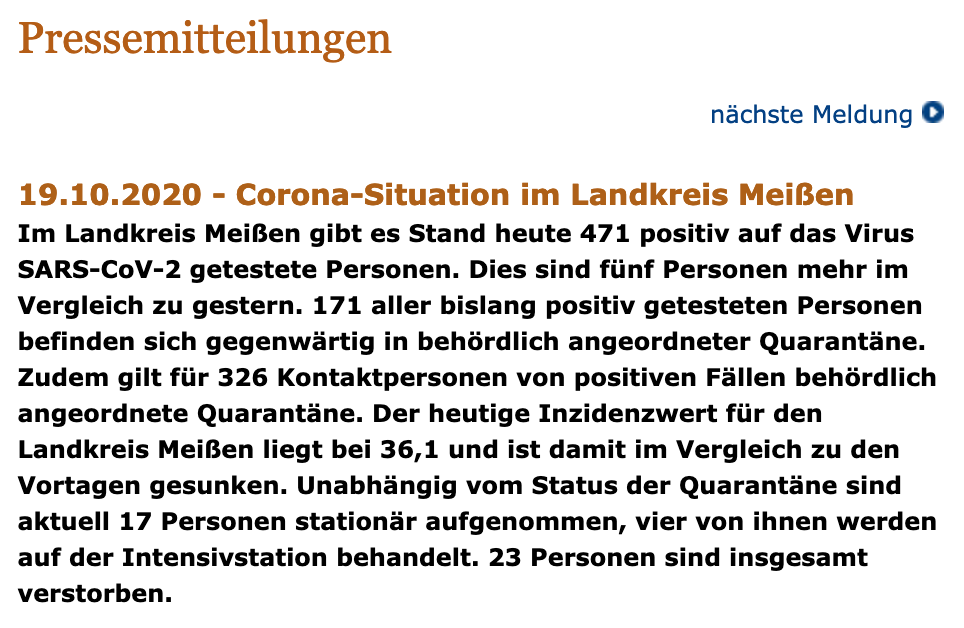 Pressemitteilungen
nächste Meldung
19.10.2020 - Corona-Situation im Landkreis Meißen
Im Landkreis Meißen gibt es Stand heute 471 positiv auf das Virus
SARS-CoV-2 getestete Personen. Dies sind fünf Personen mehr im
Vergleich zu gestern. 171 aller bislang positiv getesteten Personen
befinden sich gegenwärtig in behördlich angeordneter Quarantäne.
Zudem gilt für 326 Kontaktpersonen von positiven Fällen behördlich
angeordnete Quarantäne. Der heutige Inzidenzwert für den
Landkreis Meißen liegt bei 36,1 und ist damit im Vergleich zu den
Vortagen gesunken. Unabhängig vom Status der Quarantäne sind
aktuell 17 Personen stationär aufgenommen, vier von ihnen werden
auf der Intensivstation behandelt. 23 Personen sind insgesamt
verstorben.